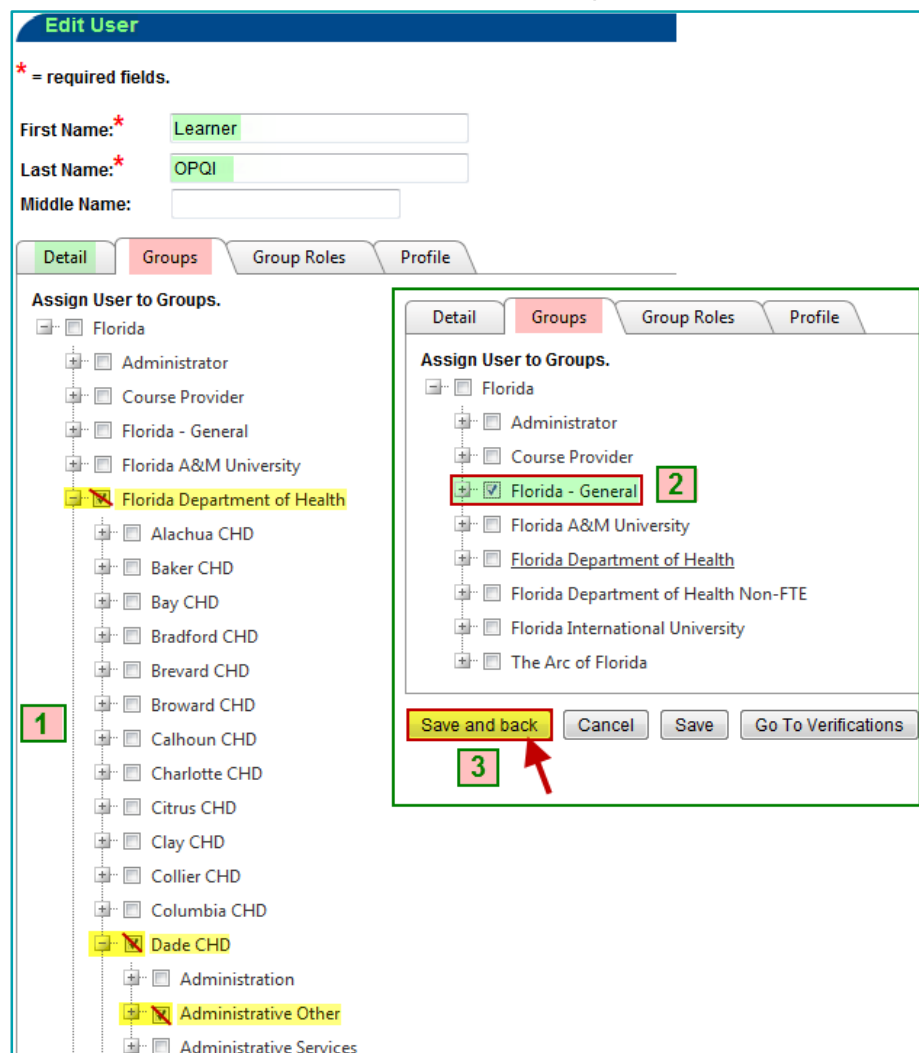 Edit User
* = required fields.
First Name:* Learner
Last Name:* OPQI
Middle Name:
Detail Groups Group Roles Profile
Assign User to Groups.
Florida
Administrator
Course Provider
Florida - General
Florida A&M University
Florida Department of Health
Alachua CHD
Baker CHD
Bay CHD
Bradford CHD
Brevard CHD
Broward CHD
1
Calhoun CHD
Charlotte CHD
Citrus CHD
Clay CHD
Collier CHD
Columbia CHD
Dade CHD
Administration
Administrative Other
Administrative Services
Detail Groups Group Roles Profile
Assign User to Groups.
Florida
Administrator
Course Provider
Florida - General 2
Florida A&M University
Florida Department of Health
Florida Department of Health Non-FTE
Florida International University
The Arc of Florida
Save and back Cancel Save Go To Verifications
3